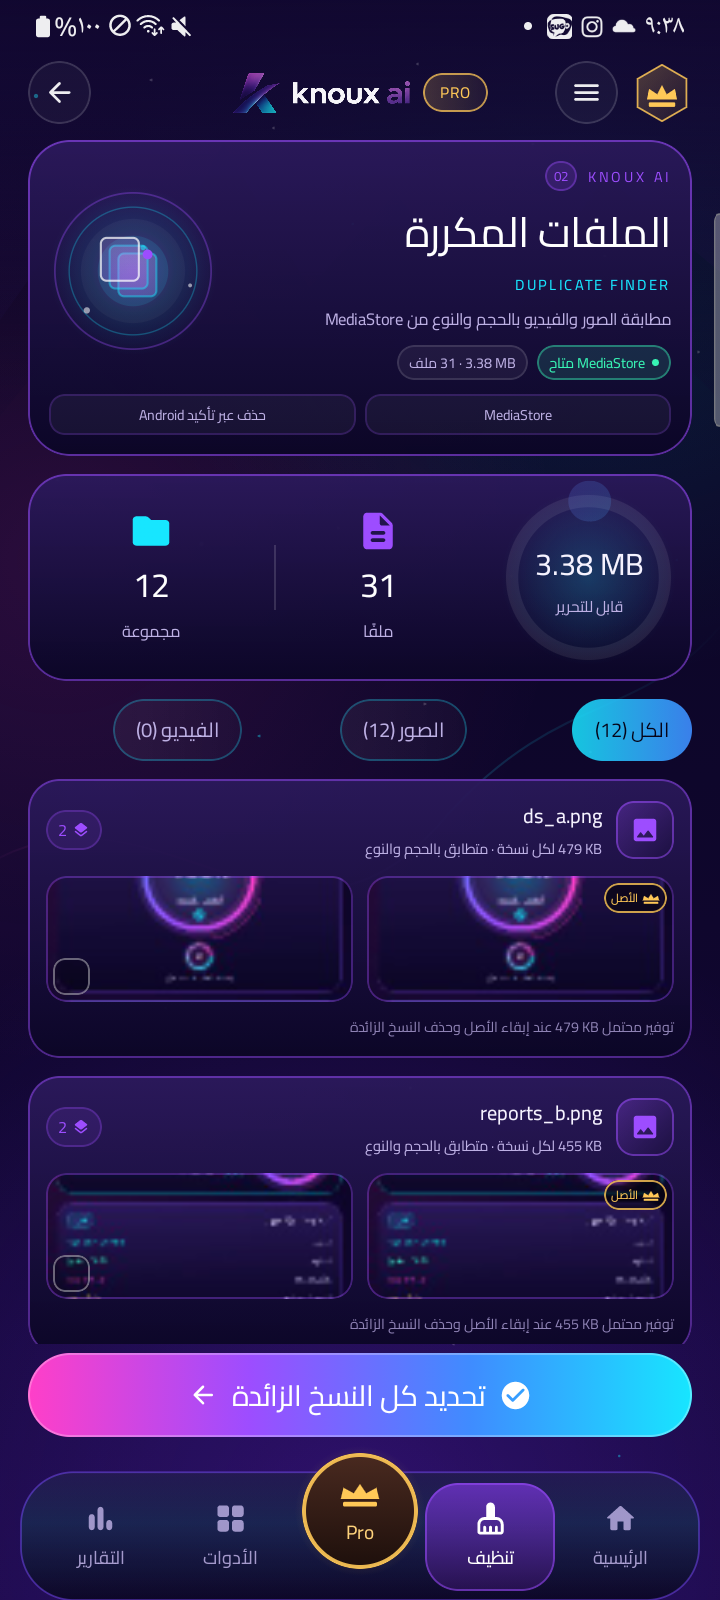 ٩:٣٨
%١٠٠
knoux ai PRO
02 KNOUX AI
الملفات المكررة
DUPLICATE FINDER
مطابقة الصور والفيديو بالحجم والنوع من MediaStore
MediaStore متاح
3.38 MB · 31 ملف
MediaStore
حذف عبر تأكيد Android
3.38 MB
قابل للتحرير
31
ملفًا
12
مجموعة
الكل (12)
الصور (12)
الفيديو (0)
ds_a.png
2
479 KB لكل نسخة · متطابق بالحجم والنوع
الأصل
توفير محتمل 479 KB عند إبقاء الأصل وحذف النسخ الزائدة
reports_b.png
2
455 KB لكل نسخة · متطابق بالحجم والنوع
الأصل
توفير محتمل 455 KB عند إبقاء الأصل وحذف النسخ الزائدة
تحديد كل النسخ الزائدة
الرئيسية
تنظيف
Pro
الأدوات
التقارير